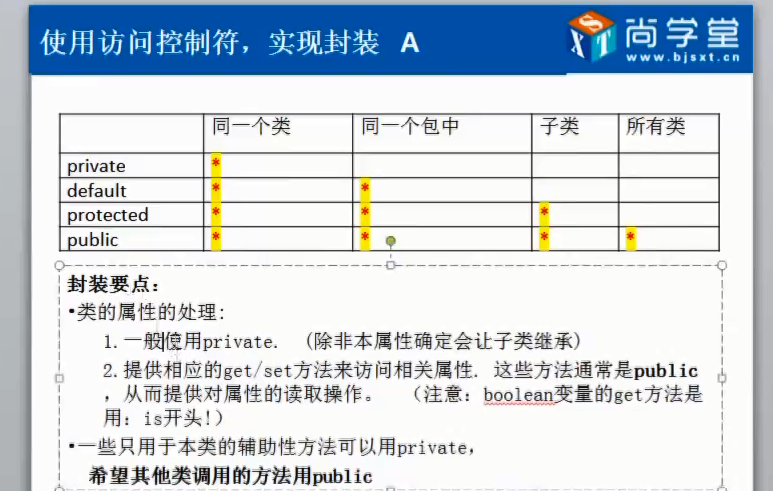 使用访问控制符，实现封装 A
尚学堂
www.bjsxt.cn
XST
同一个类 同一个包中 子类 所有类
private *
default * *
protected * * *
public * * * *
封装要点：
•类的属性的处理:
1.一般使用private. (除非本属性确定会让子类继承)
2.提供相应的get/set方法来访问相关属性. 这些方法通常是public
，从而提供对属性的读取操作。 （注意：boolean变量的get方法是
用：is开头!）
•一些只用于本类的辅助性方法可以用private，
希望其他类调用的方法用public